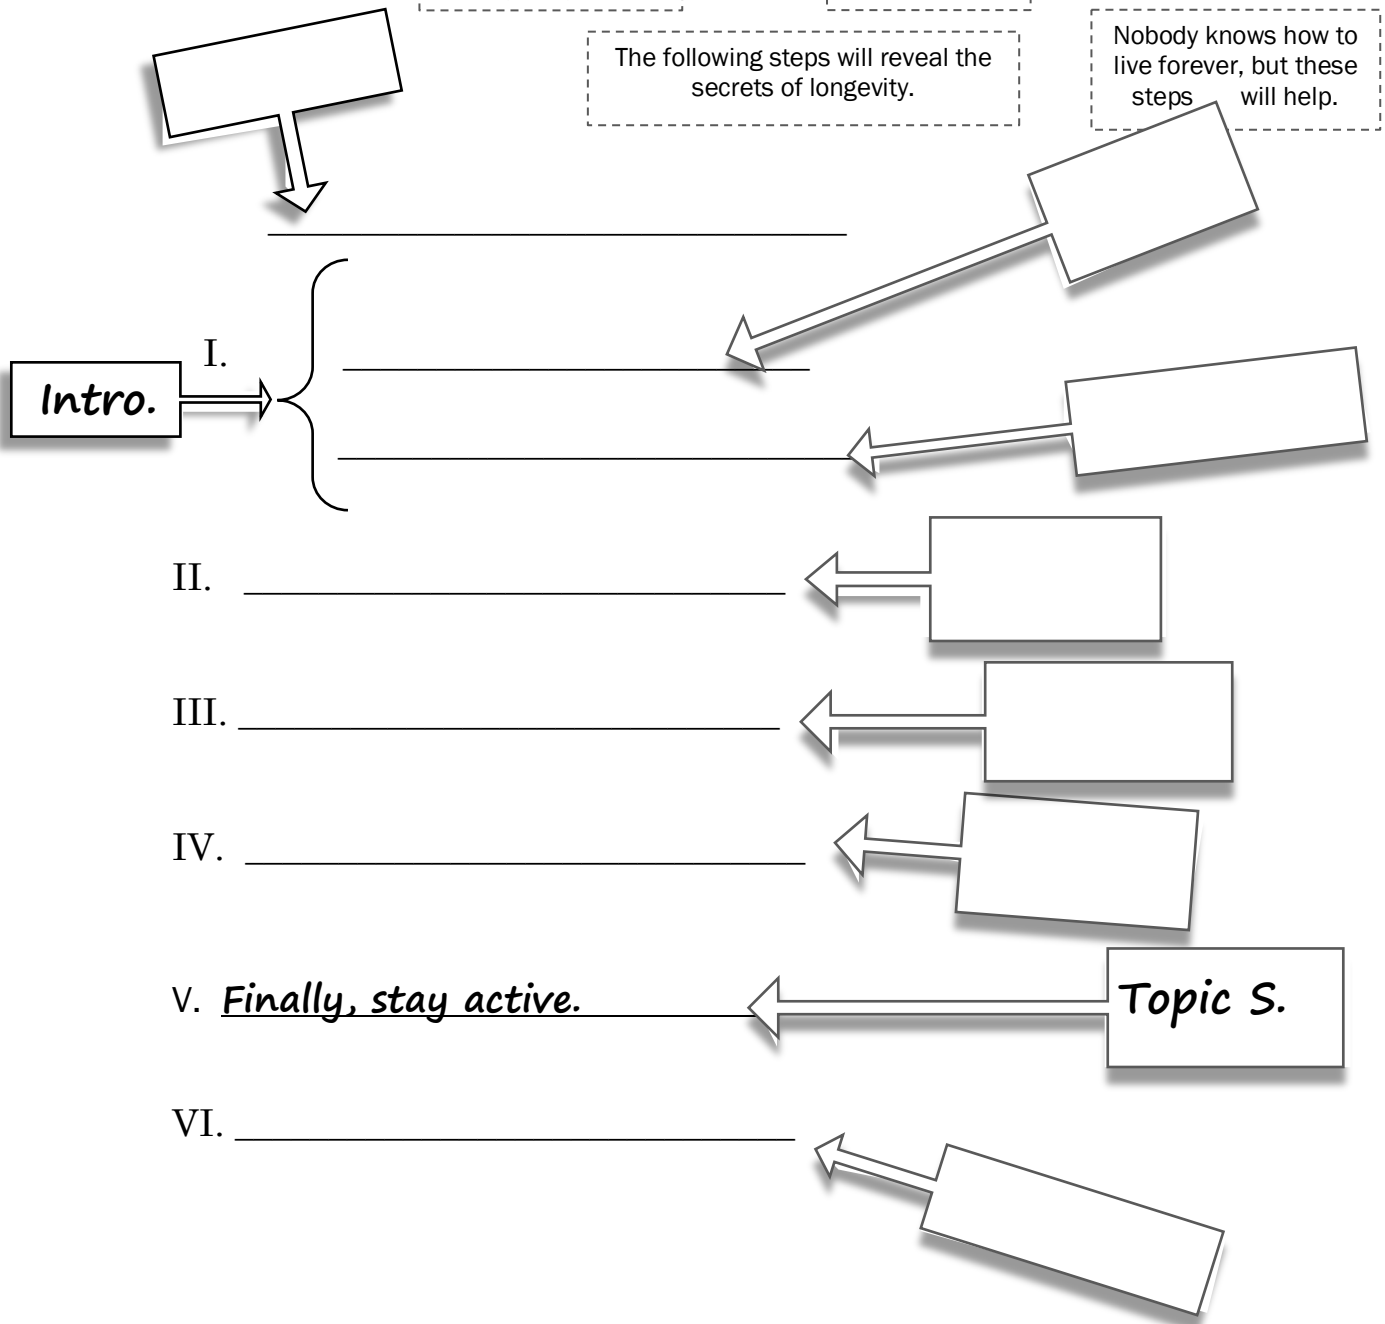 The following steps will reveal the
secrets of longevity.
Nobody knows how to
live forever, but these
steps will help.
I.
Intro.
II.
III.
IV.
V. Finally, stay active.
Topic S.
VI.